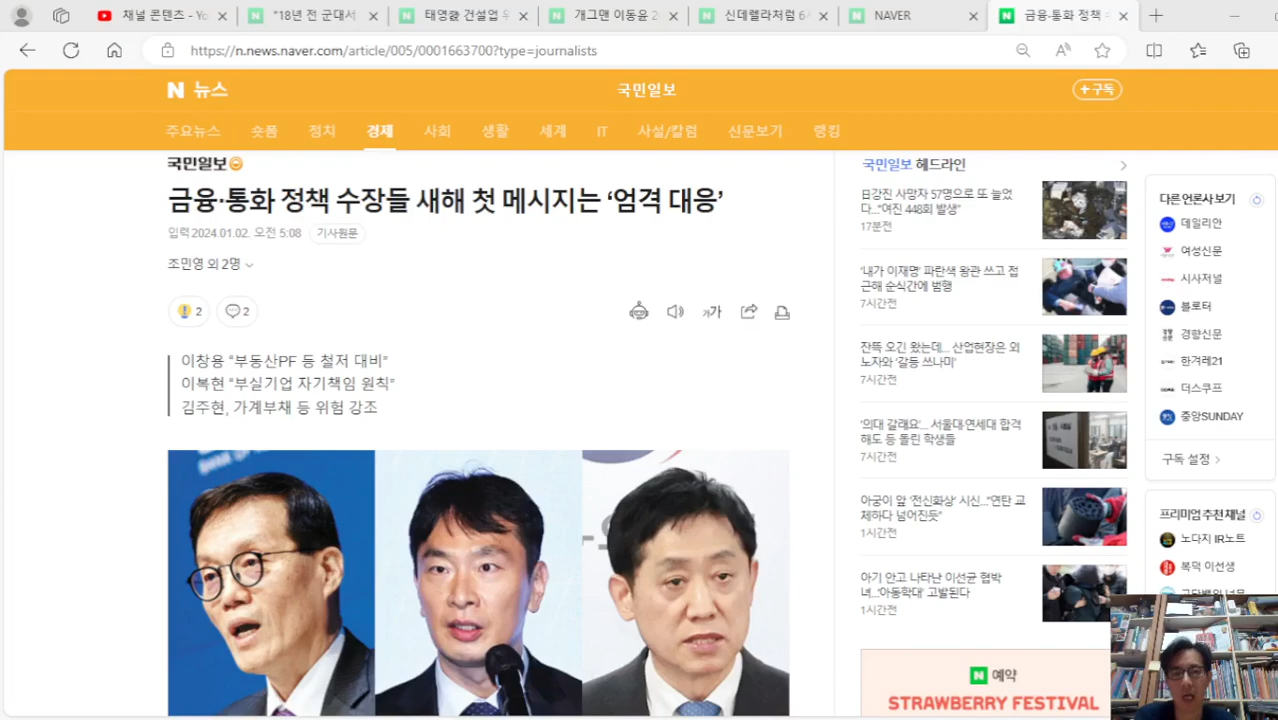 채널 콘텐츠 - Yo
"18년 전 군대서
태영發 건설업 우
개그맨 이동윤 2
신데렐라처럼 6시
NAVER
금융·통화 정책
https://n.news.naver.com/article/005/0001663700?type=journalists
N 뉴스
국민일보
+구독
주요뉴스 숏폼 정치 경제 사회 생활 세계 IT 사설/칼럼 신문보기 랭킹
국민일보
금융·통화 정책 수장들 새해 첫 메시지는 ‘엄격 대응’
입력2024.01.02. 오전 5:08 기사원문
조민영 외 2명
2
2
가가
이창용 “부동산PF 등 철저 대비”
이복현 “부실기업 자기책임 원칙”
김주현, 가계부채 등 위험 강조
국민일보 헤드라인
日강진 사망자 57명으로 또 늘었
다…“여진 448회 발생”
17분전
‘내가 이재명’ 파란색 왕관 쓰고 접
근해 순식간에 범행
7시간전
잔뜩 오긴 왔는데… 산업현장은 외
노자와 ‘갈등 쓰나미’
7시간전
‘의대 갈래요’… 서울대·연세대 합격
해도 등 돌린 학생들
7시간전
아궁이 앞 ‘전신화상’ 시신…“연탄 교
체하다 넘어진듯”
1시간전
아기 안고 나타난 이선균 협박
녀…‘아동학대’ 고발된다
1시간전
N 예약
STRAWBERRY FESTIVAL
다른 언론사 보기
데일리안
여성신문
시사저널
블로터
경향신문
한겨레21
더스쿠프
중앙SUNDAY
구독 설정
프리미엄 추천 채널
노다지 IR노트
복덕 이선생